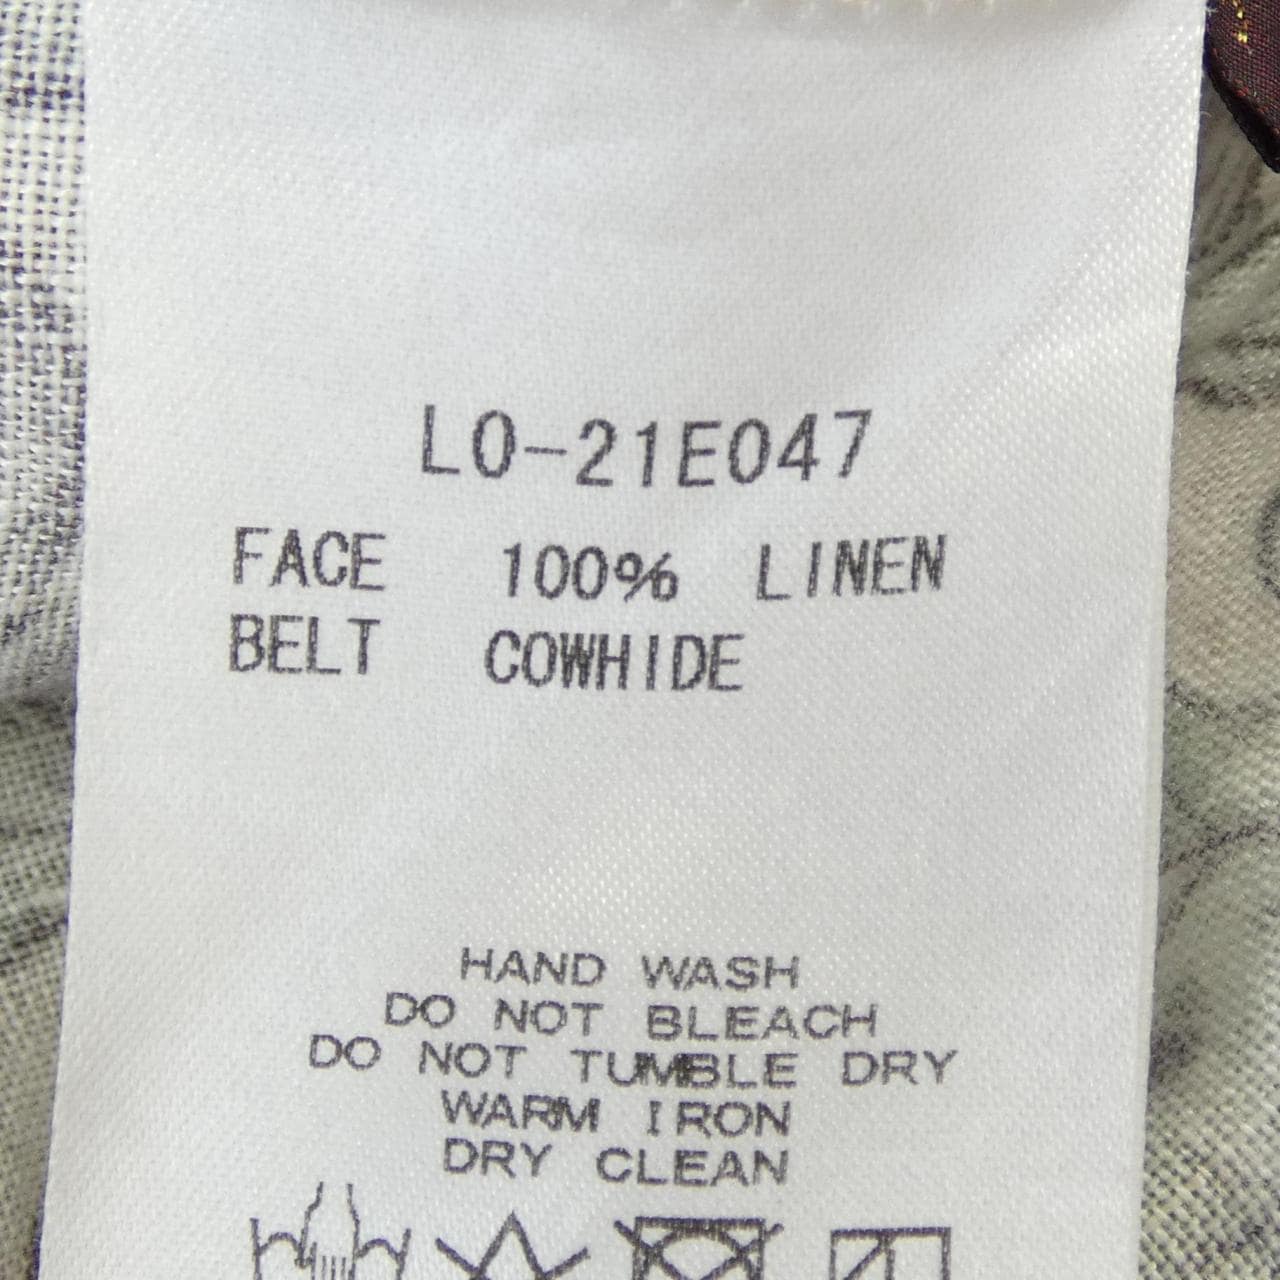 LO-21E047
FACE 100% LINEN
BELT COWHIDE
HAND WASH
DO NOT BLEACH
DO NOT TUMBLE DRY
WARM IRON
DRY CLEAN